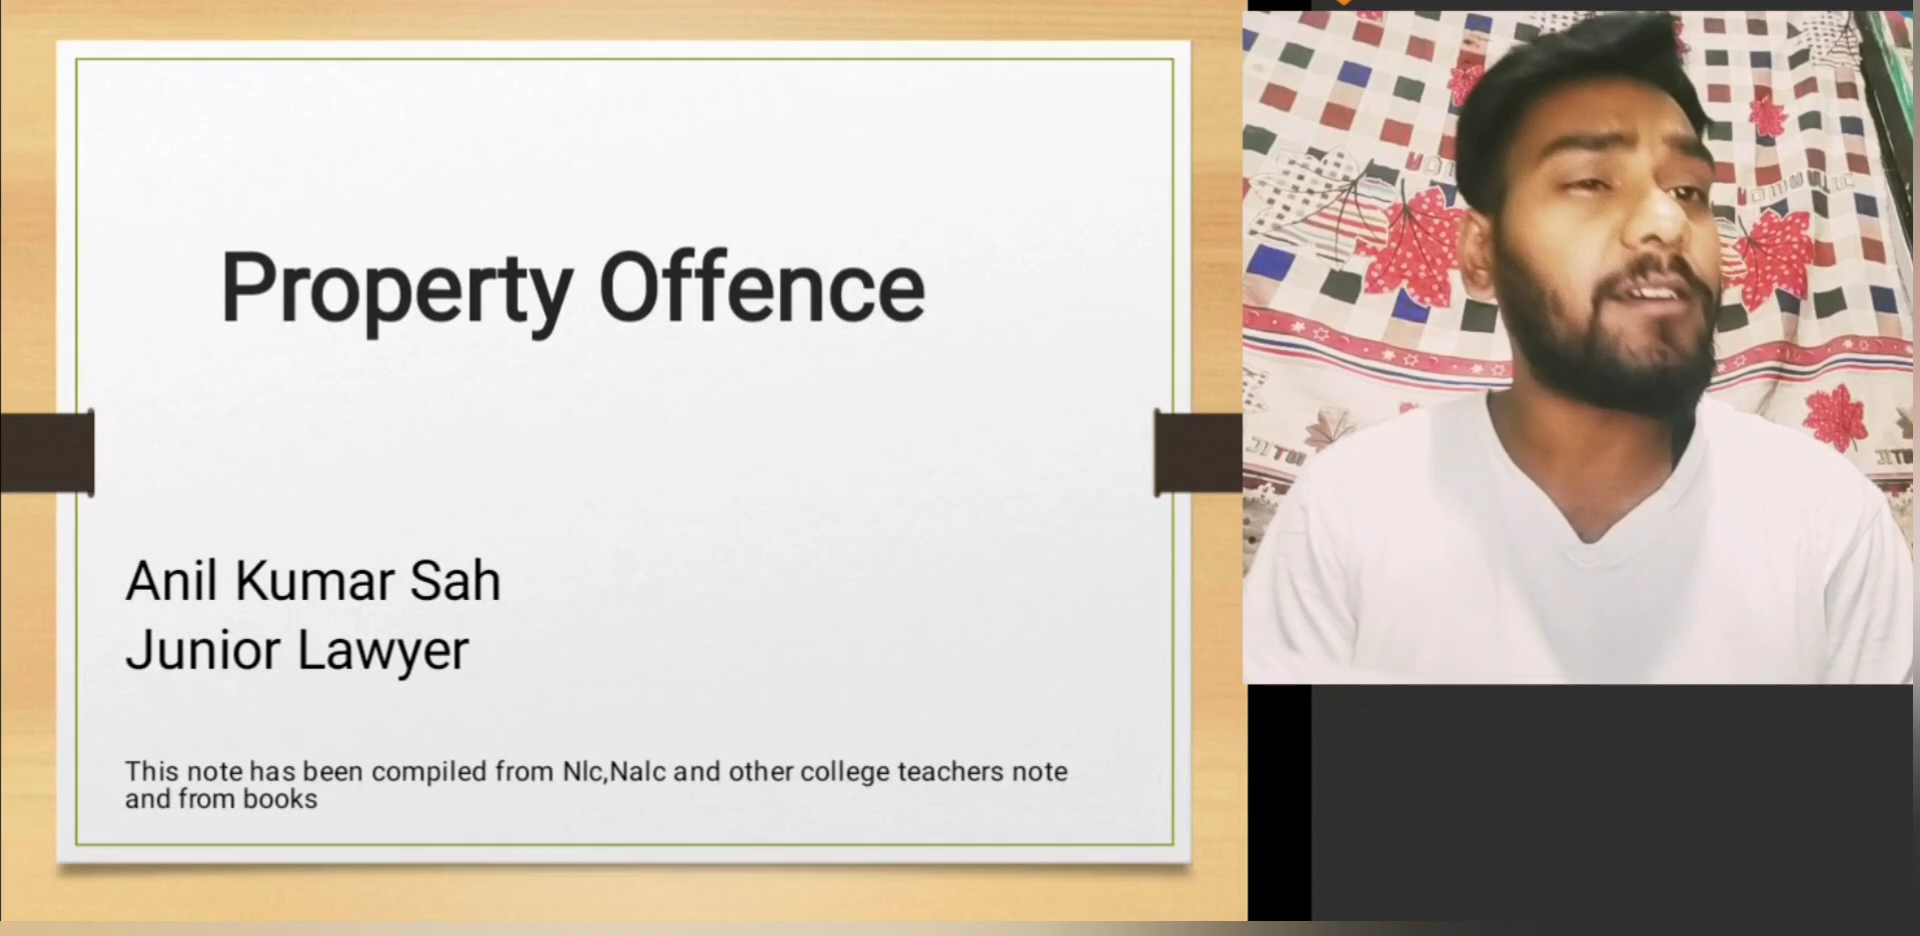 Property Offence
Anil Kumar Sah
Junior Lawyer
This note has been compiled from Nlc,Nalc and other college teachers note
and from books